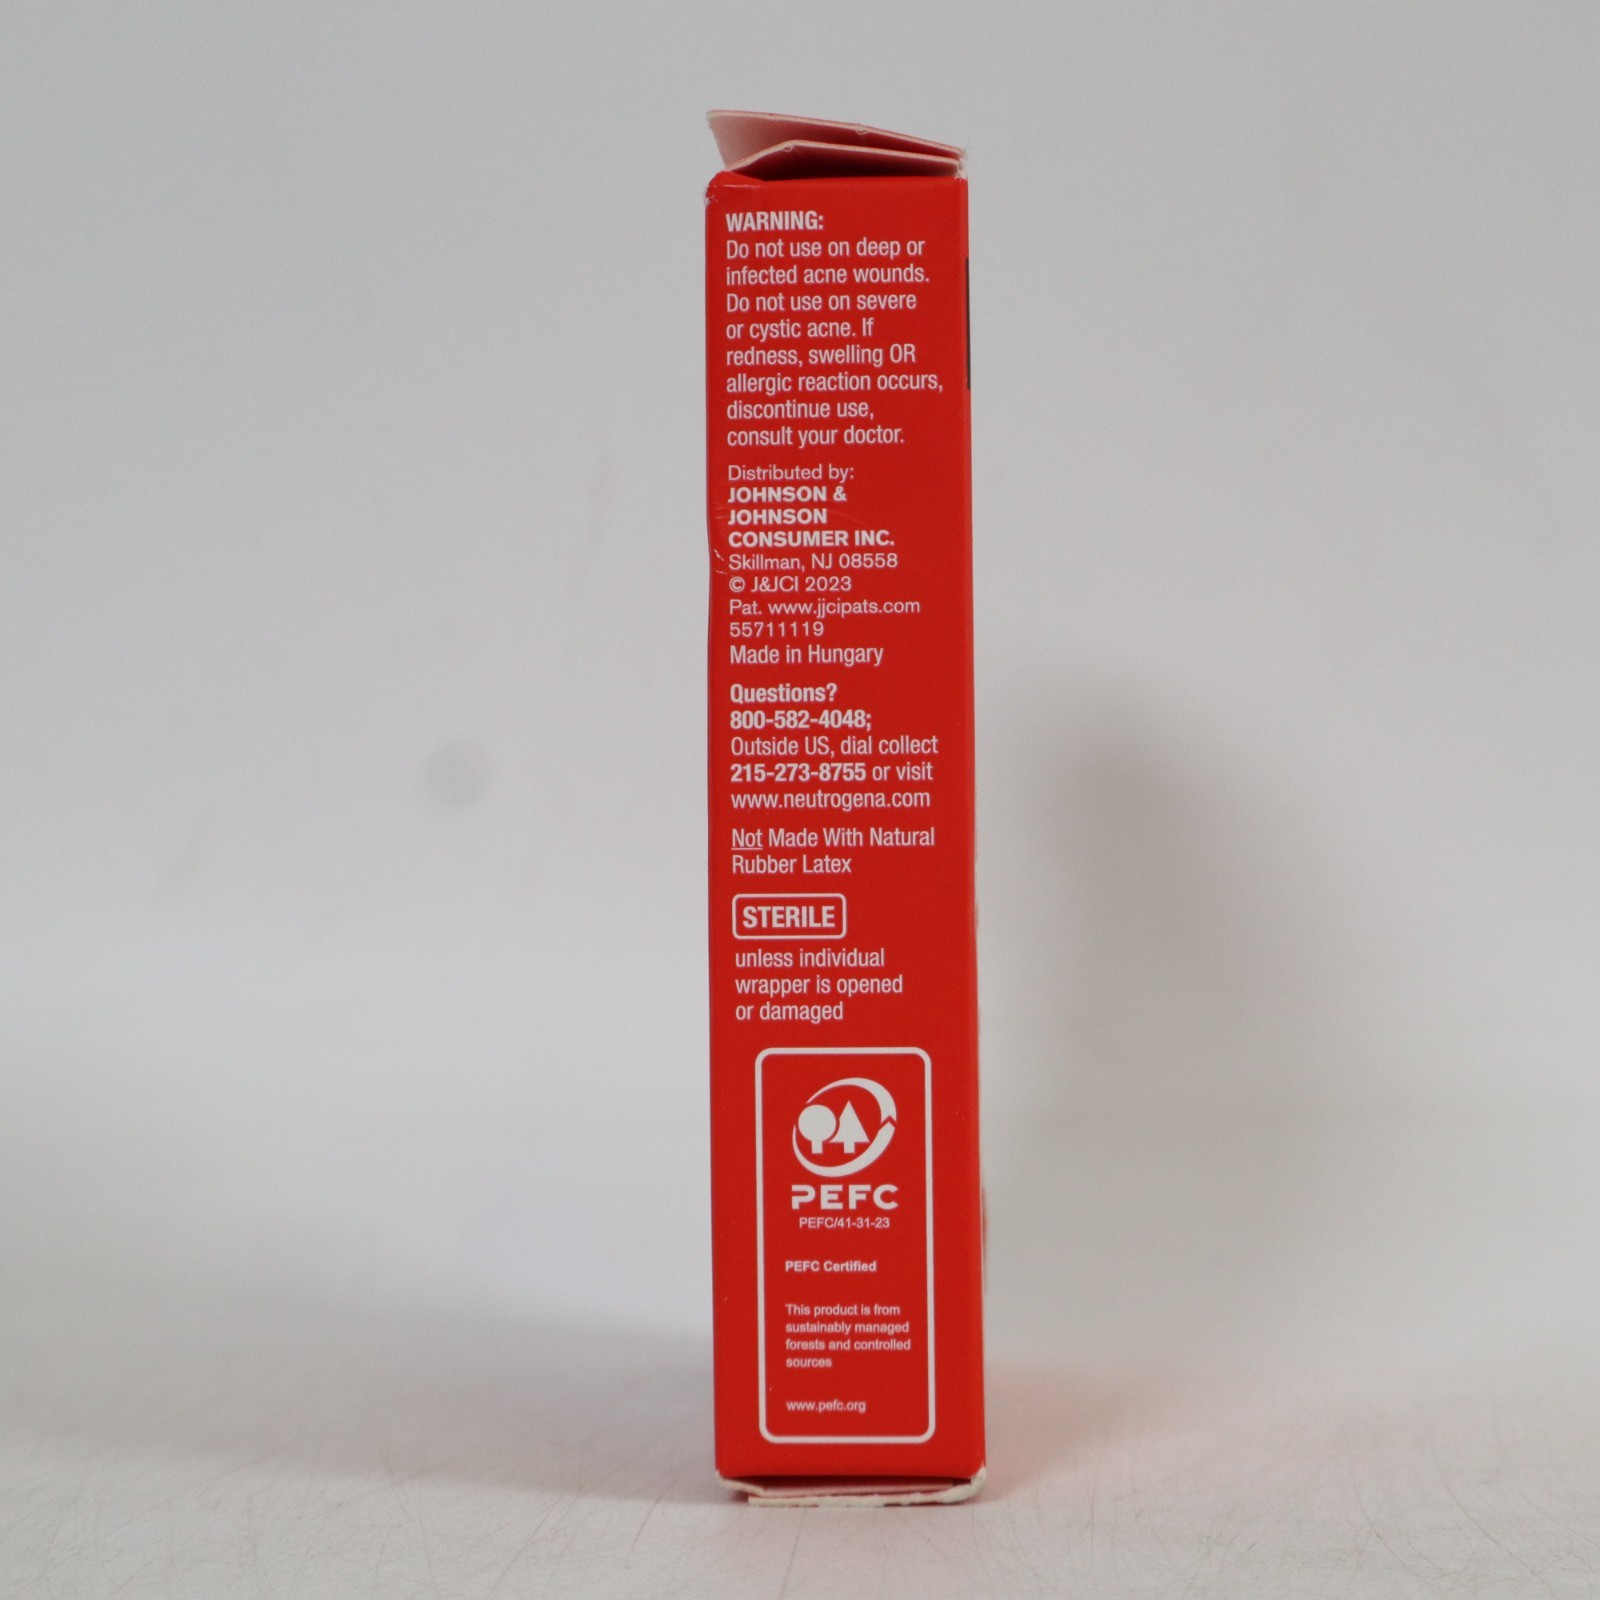 WARNING:
Do not use on deep or
infected acne wounds.
Do not use on severe
or cystic acne. If
redness, swelling OR
allergic reaction occurs,
discontinue use,
consult your doctor.
Distributed by:
JOHNSON &
JOHNSON
CONSUMER INC.
Skillman, NJ 08558
© J&JCI 2023
Pat. www.jjcipats.com
55711119
Made in Hungary
Questions?
800-582-4048;
Outside US, dial collect
215-273-8755 or visit
www.neutrogena.com
Not Made With Natural
Rubber Latex
STERILE
unless individual
wrapper is opened
or damaged
PEFC
PEFC/41-31-23
PEFC Certified
This product is from
sustainably managed
forests and controlled
sources
www.pefc.org